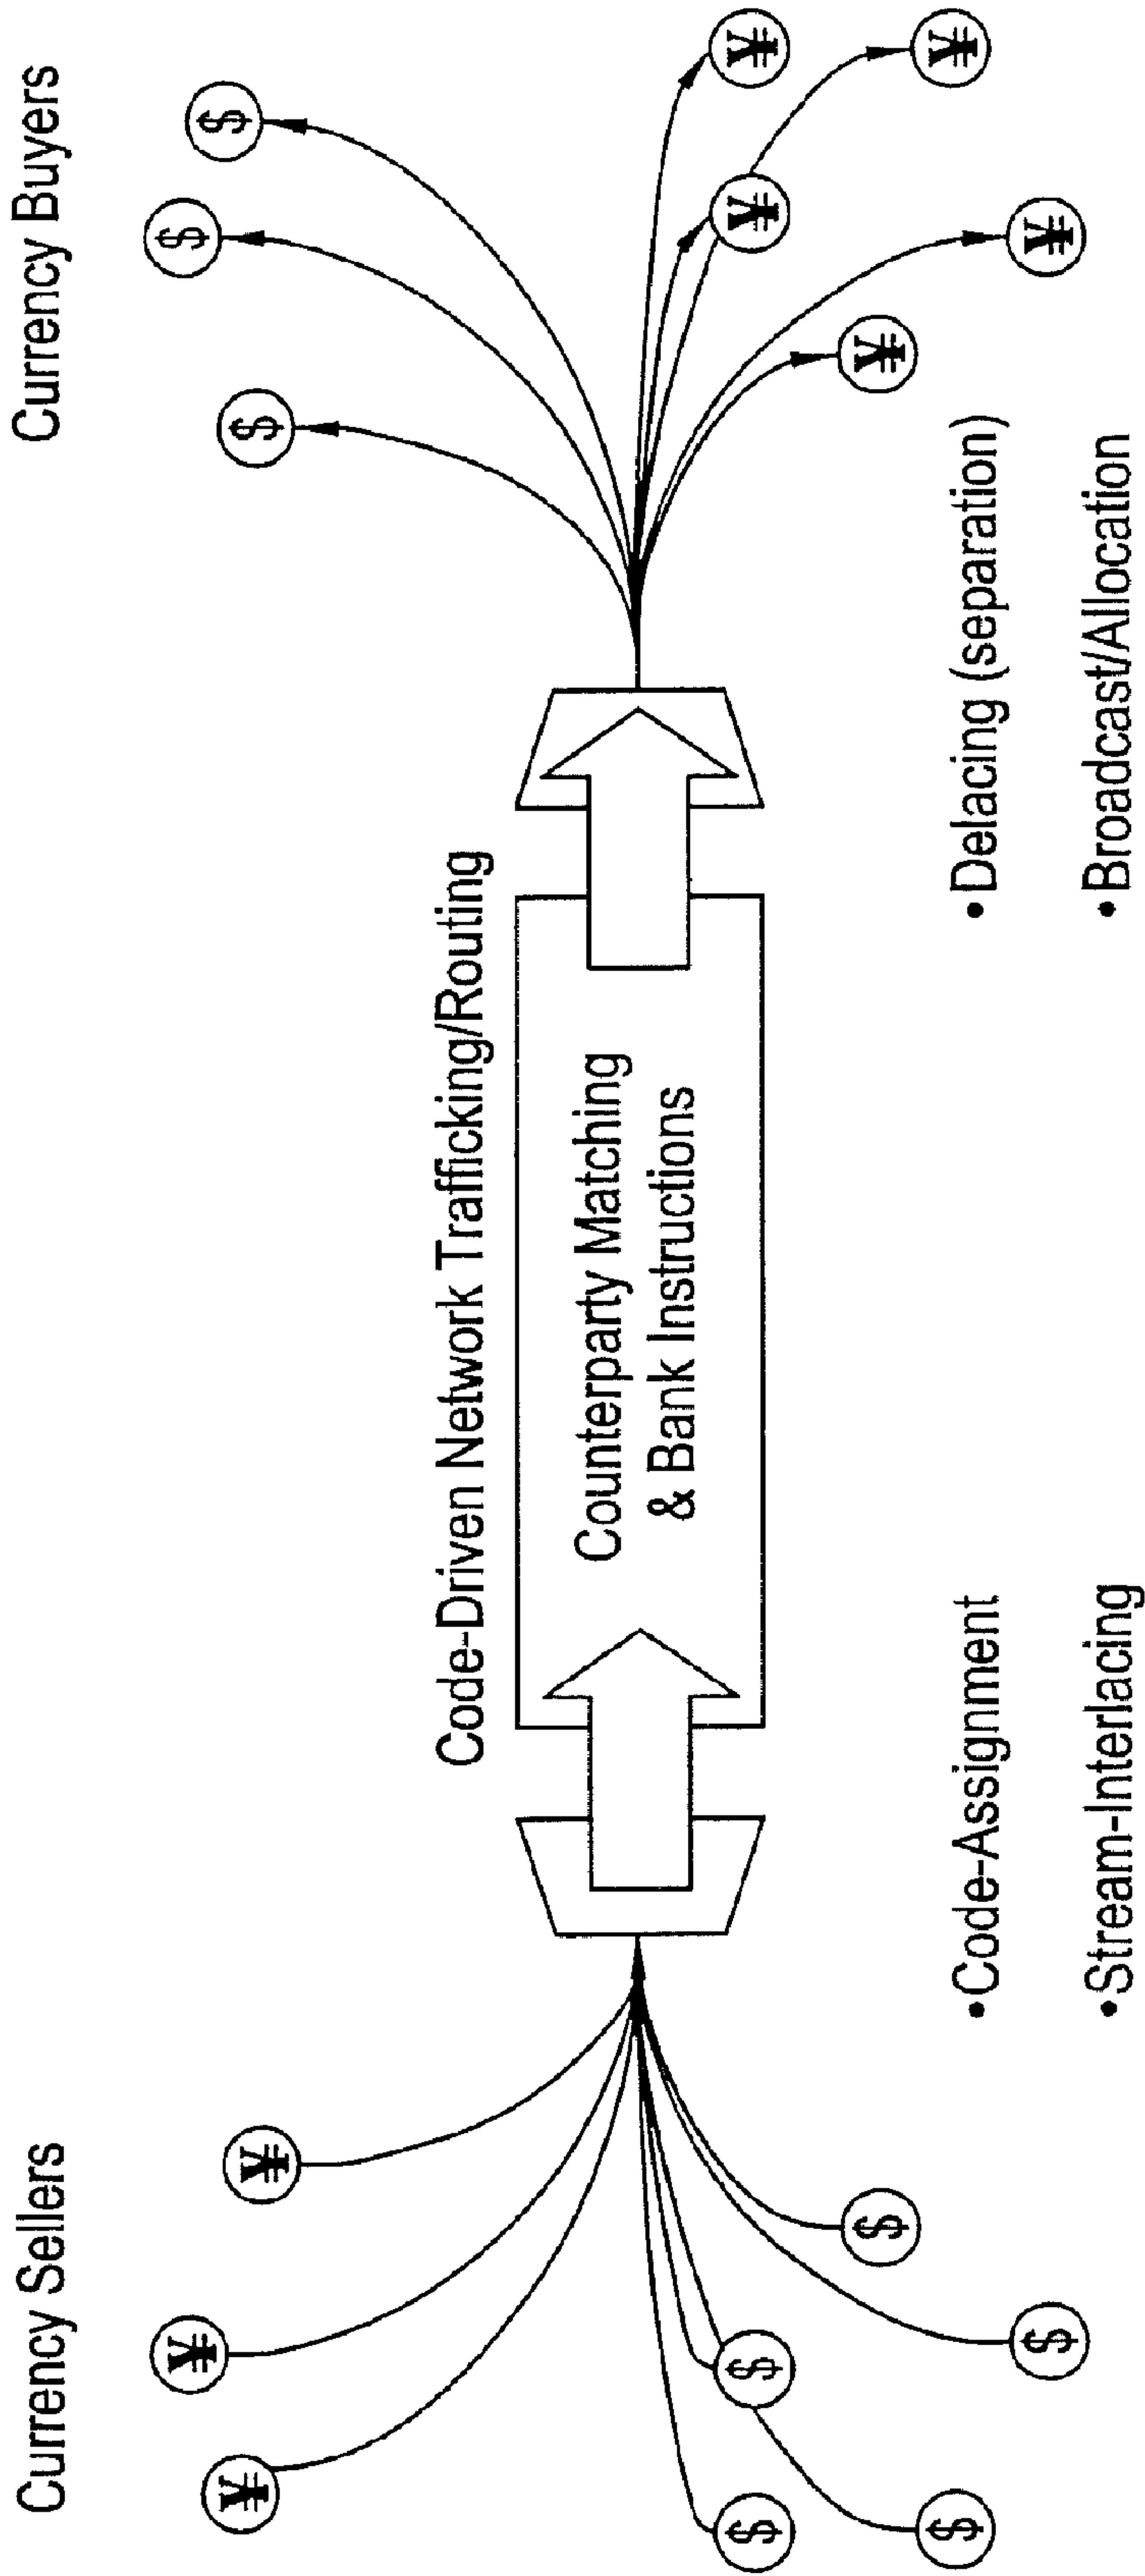 Currency Sellers
Currency Buyers
¥
¥
¥
$
$
$
$
$
Code-Driven Network Trafficking/Routing
Counterparty Matching
& Bank Instructions
$
$
$
¥
¥
¥
¥
¥
•Code-Assignment
•Stream-Interlacing
•Delacing (separation)
•Broadcast/Allocation